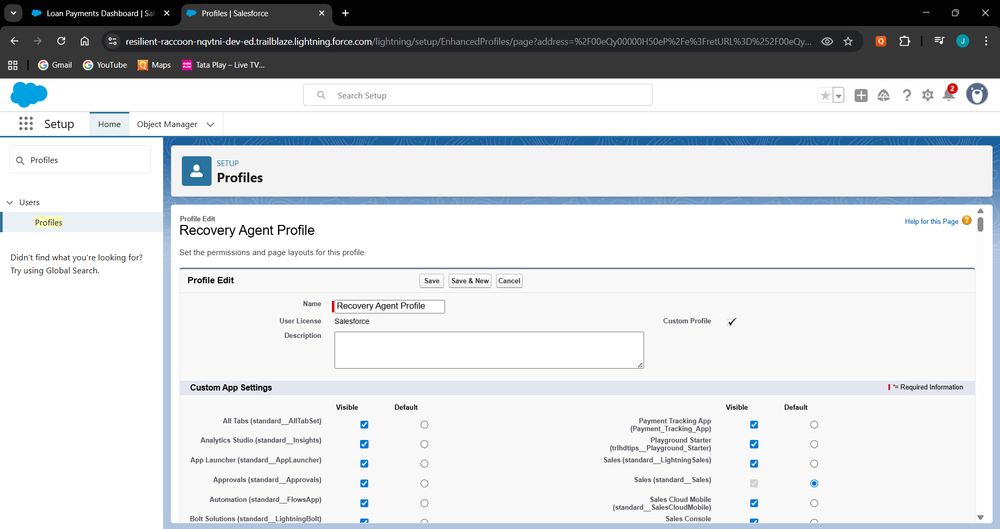 Loan Payments Dashboard | Sal
Profiles | Salesforce
resilient-raccoon-nqvtni-dev-ed.trailblaze.lightning.force.com/lightning/setup/EnhancedProfiles/page?address=%2F00eQy00000H50eP%2Fe%3FretURL%3D%252F00eQy...
Q
J
Gmail
YouTube
Maps
TATA PLAY
Tata Play – Live TV...
Search Setup
2
Setup
Home
Object Manager
Profiles
Users
Profiles
Didn't find what you're looking for?
Try using Global Search.
SETUP
Profiles
Profile Edit
Recovery Agent Profile
Help for this Page ?
Set the permissions and page layouts for this profile.
Profile Edit
Save
Save & New
Cancel
Name
Recovery Agent Profile
User License
Salesforce
Custom Profile
Description
Custom App Settings
*= Required Information
Visible
Default
Visible
Default
All Tabs (standard__AllTabSet)
Payment Tracking App
(Payment_Tracking_App)
Analytics Studio (standard__Insights)
Playground Starter
(trlhdtips__Playground_Starter)
App Launcher (standard__AppLauncher)
Sales (standard__LightningSales)
Approvals (standard__Approvals)
Sales (standard__Sales)
Automation (standard__FlowsApp)
Sales Cloud Mobile
(standard__SalesCloudMobile)
Bolt Solutions (standard__LightningBolt)
Sales Console